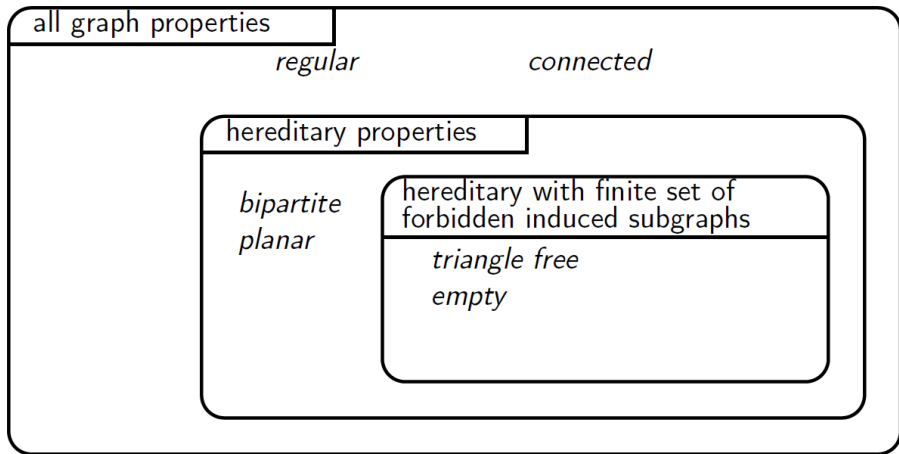 all graph properties
regular connected
hereditary properties
bipartite
planar
hereditary with finite set of
forbidden induced subgraphs
triangle free
empty